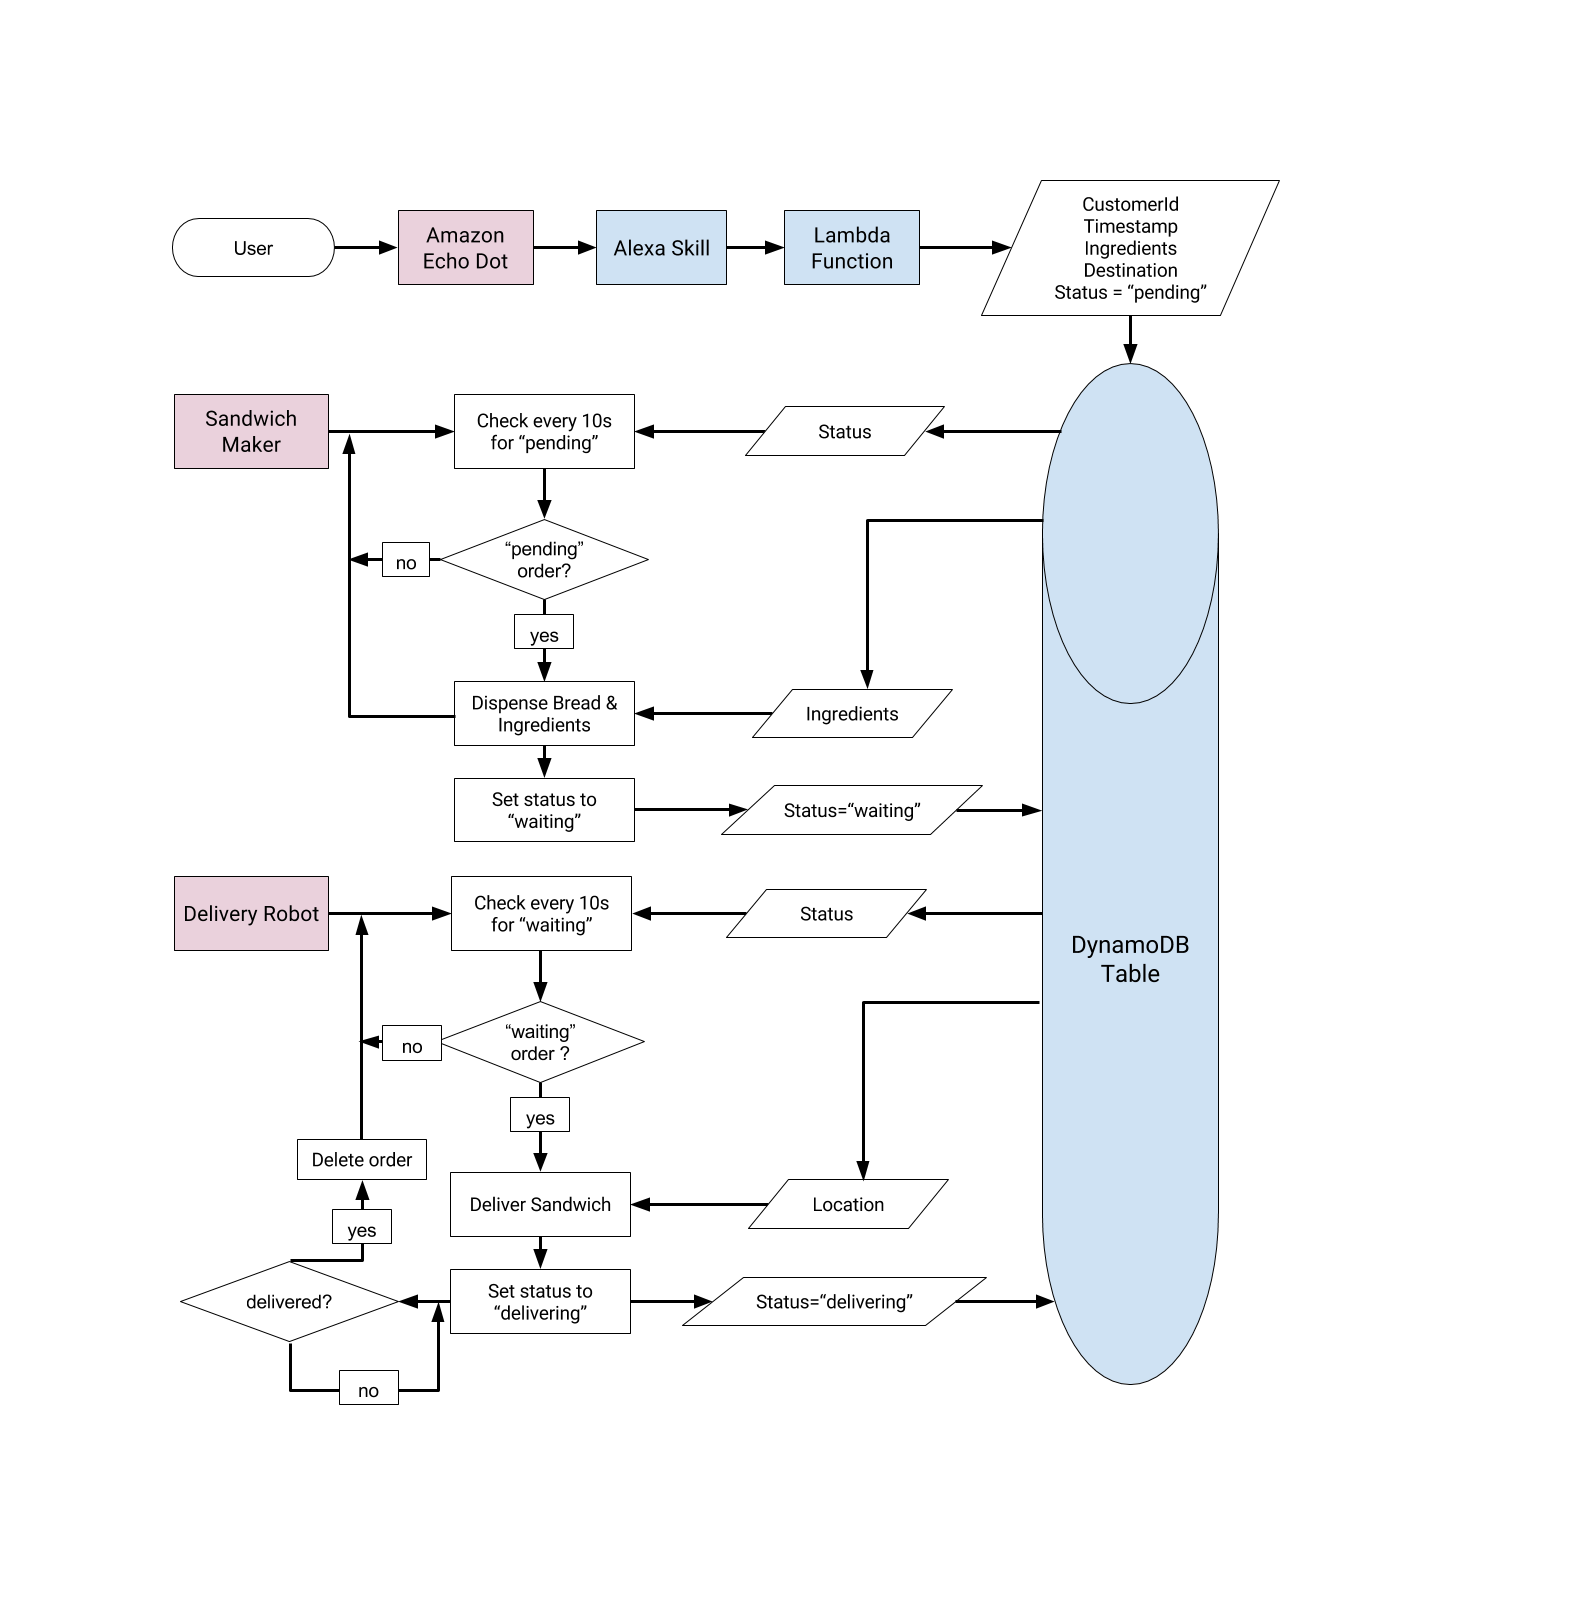 User
Amazon
Echo Dot
Alexa Skill
Lambda
Function
CustomerId
Timestamp
Ingredients
Destination
Status = “pending”
Sandwich
Maker
Check every 10s
for “pending”
Status
“pending”
order?
no
yes
Dispense Bread &
Ingredients
Ingredients
Set status to
“waiting”
Status=“waiting”
Delivery Robot
Check every 10s
for “waiting”
Status
DynamoDB
Table
“waiting”
order ?
no
yes
Delete order
Deliver Sandwich
Location
yes
delivered?
Set status to
“delivering”
Status=“delivering”
no